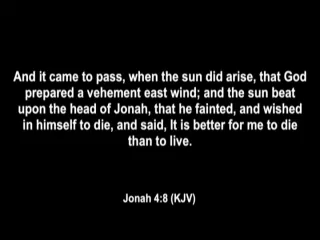 And it came to pass, when the sun did arise, that God
prepared a vehement east wind; and the sun beat
upon the head of Jonah, that he fainted, and wished
in himself to die, and said, It is better for me to die
than to live.
Jonah 4:8 (KJV)